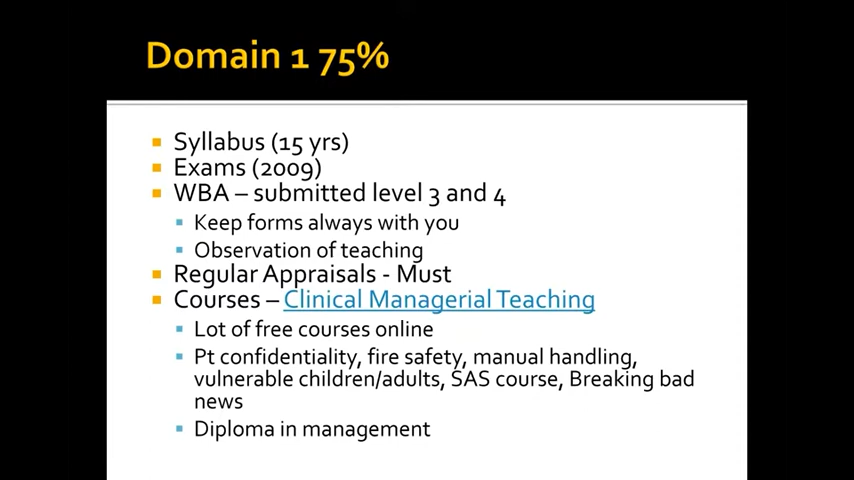 Domain 1 75%
Syllabus (15 yrs)
Exams (2009)
WBA – submitted level 3 and 4
Keep forms always with you
Observation of teaching
Regular Appraisals - Must
Courses – Clinical Managerial Teaching
Lot of free courses online
Pt confidentiality, fire safety, manual handling,
vulnerable children/adults, SAS course, Breaking bad
news
Diploma in management